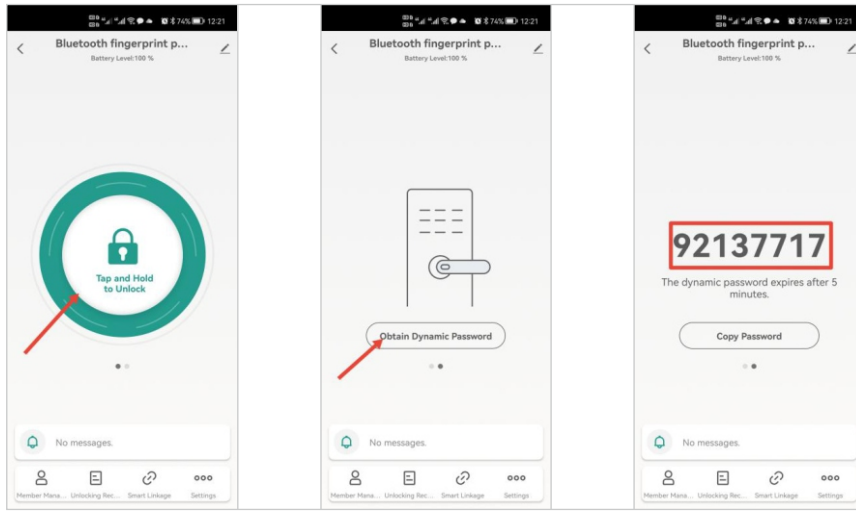 74% 12:21
Bluetooth fingerprint p...
Battery Level:100 %
Tap and Hold
to Unlock
No messages.
Member Mana... Unlocking Rec... Smart Linkage Settings
74% 12:21
Bluetooth fingerprint p...
Battery Level:100 %
Obtain Dynamic Password
No messages.
Member Mana... Unlocking Rec... Smart Linkage Settings
74% 12:21
Bluetooth fingerprint p...
Battery Level:100 %
92137717
The dynamic password expires after 5
minutes.
Copy Password
No messages.
Member Mana... Unlocking Rec... Smart Linkage Settings